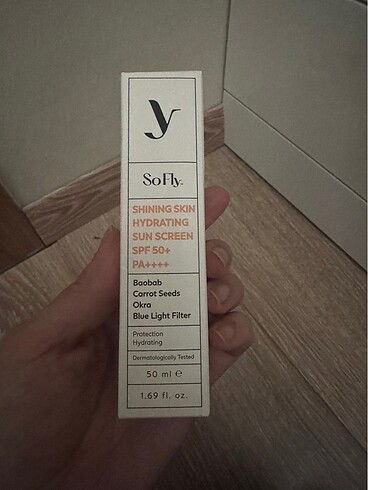 y
SoFly
SHINING SKIN
HYDRATING
SUN SCREEN
SPF 50+
PA++++
Baobab
Carrot Seeds
Okra
Blue Light Filter
Protection
Hydrating
Dermatologically Tested
50 ml ℮
1.69 fl. oz.